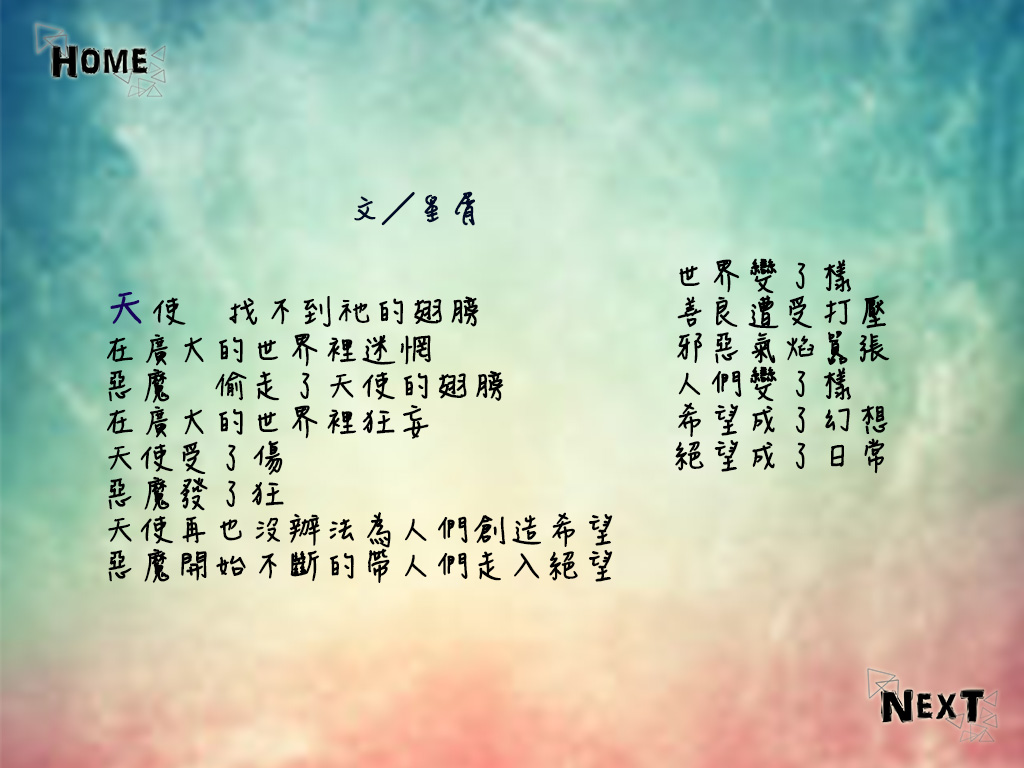 HOME
文/星胥
天使 找不到祂的翅膀
在廣大的世界裡迷惘
惡魔 偷走了天使的翅膀
在廣大的世界裡狂妄
天使受了傷
惡魔發了狂
天使再也沒辦法為人們創造希望
惡魔開始不斷的帶人們走入絕望
世界變了樣
善良遭受打壓
邪惡氣焰囂張
人們變了樣
希望成了幻想
絕望成了日常
NEXT